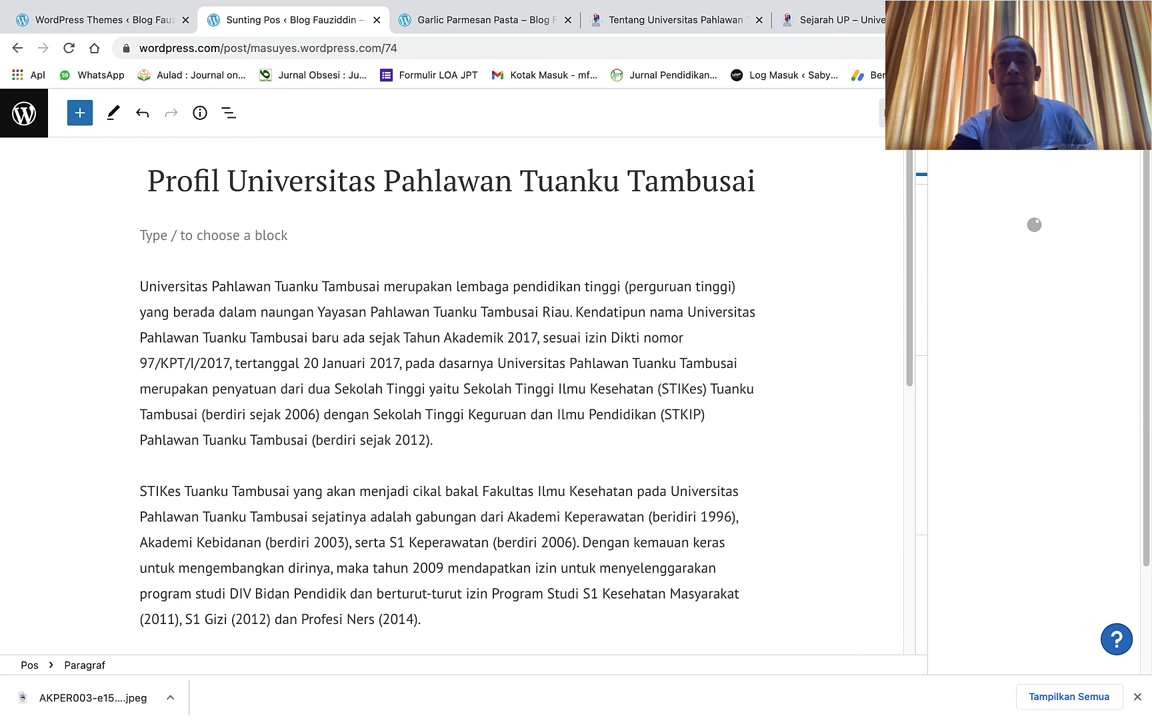 WordPress Themes ‹ Blog Fauz
Sunting Pos ‹ Blog Fauziddin –
Garlic Parmesan Pasta – Blog F
Tentang Universitas Pahlawan
Sejarah UP – Unive
wordpress.com/post/masuyes.wordpress.com/74
Apl
WhatsApp
Aulad : Journal on...
Jurnal Obsesi : Ju...
Formulir LOA JPT
Kotak Masuk - mf...
Jurnal Pendidikan...
Log Masuk ‹ Saby...
Ber
Profil Universitas Pahlawan Tuanku Tambusai
Type / to choose a block
Universitas Pahlawan Tuanku Tambusai merupakan lembaga pendidikan tinggi (perguruan tinggi)
yang berada dalam naungan Yayasan Pahlawan Tuanku Tambusai Riau. Kendatipun nama Universitas
Pahlawan Tuanku Tambusai baru ada sejak Tahun Akademik 2017, sesuai izin Dikti nomor
97/KPT/I/2017, tertanggal 20 Januari 2017, pada dasarnya Universitas Pahlawan Tuanku Tambusai
merupakan penyatuan dari dua Sekolah Tinggi yaitu Sekolah Tinggi Ilmu Kesehatan (STIKes) Tuanku
Tambusai (berdiri sejak 2006) dengan Sekolah Tinggi Keguruan dan Ilmu Pendidikan (STKIP)
Pahlawan Tuanku Tambusai (berdiri sejak 2012).
STIKes Tuanku Tambusai yang akan menjadi cikal bakal Fakultas Ilmu Kesehatan pada Universitas
Pahlawan Tuanku Tambusai sejatinya adalah gabungan dari Akademi Keperawatan (beridiri 1996),
Akademi Kebidanan (berdiri 2003), serta S1 Keperawatan (berdiri 2006). Dengan kemauan keras
untuk mengembangkan dirinya, maka tahun 2009 mendapatkan izin untuk menyelenggarakan
program studi DIV Bidan Pendidik dan berturut-turut izin Program Studi S1 Kesehatan Masyarakat
(2011), S1 Gizi (2012) dan Profesi Ners (2014).
Pos › Paragraf
AKPER003-e15....jpeg
Tampilkan Semua